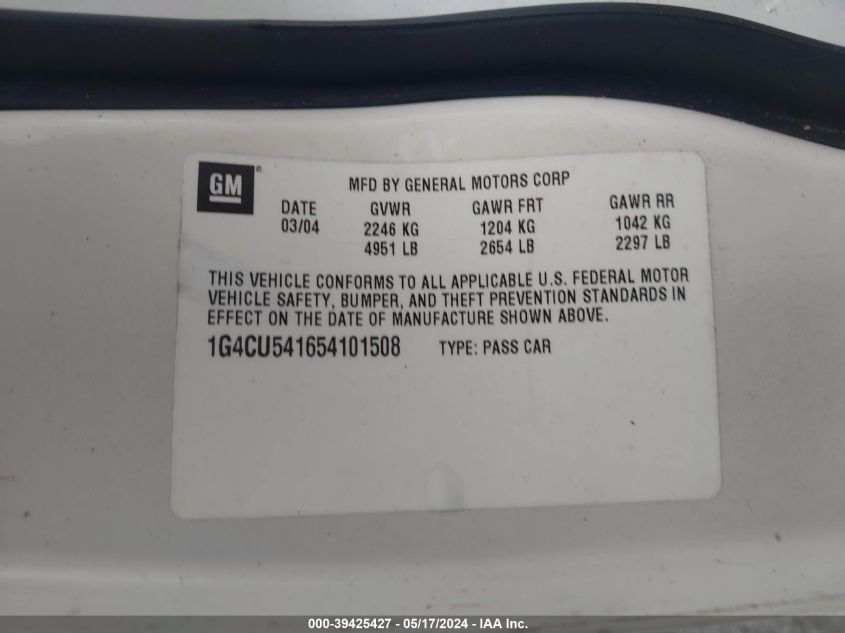 GM®
MFD BY GENERAL MOTORS CORP
DATE GVWR GAWR FRT GAWR RR
03/04 2246 KG 1204 KG 1042 KG
4951 LB 2654 LB 2297 LB
THIS VEHICLE CONFORMS TO ALL APPLICABLE U.S. FEDERAL MOTOR
VEHICLE SAFETY, BUMPER, AND THEFT PREVENTION STANDARDS IN
EFFECT ON THE DATE OF MANUFACTURE SHOWN ABOVE.
1G4CU541654101508 TYPE: PASS CAR
000-39425427 - 05/17/2024 - IAA Inc.